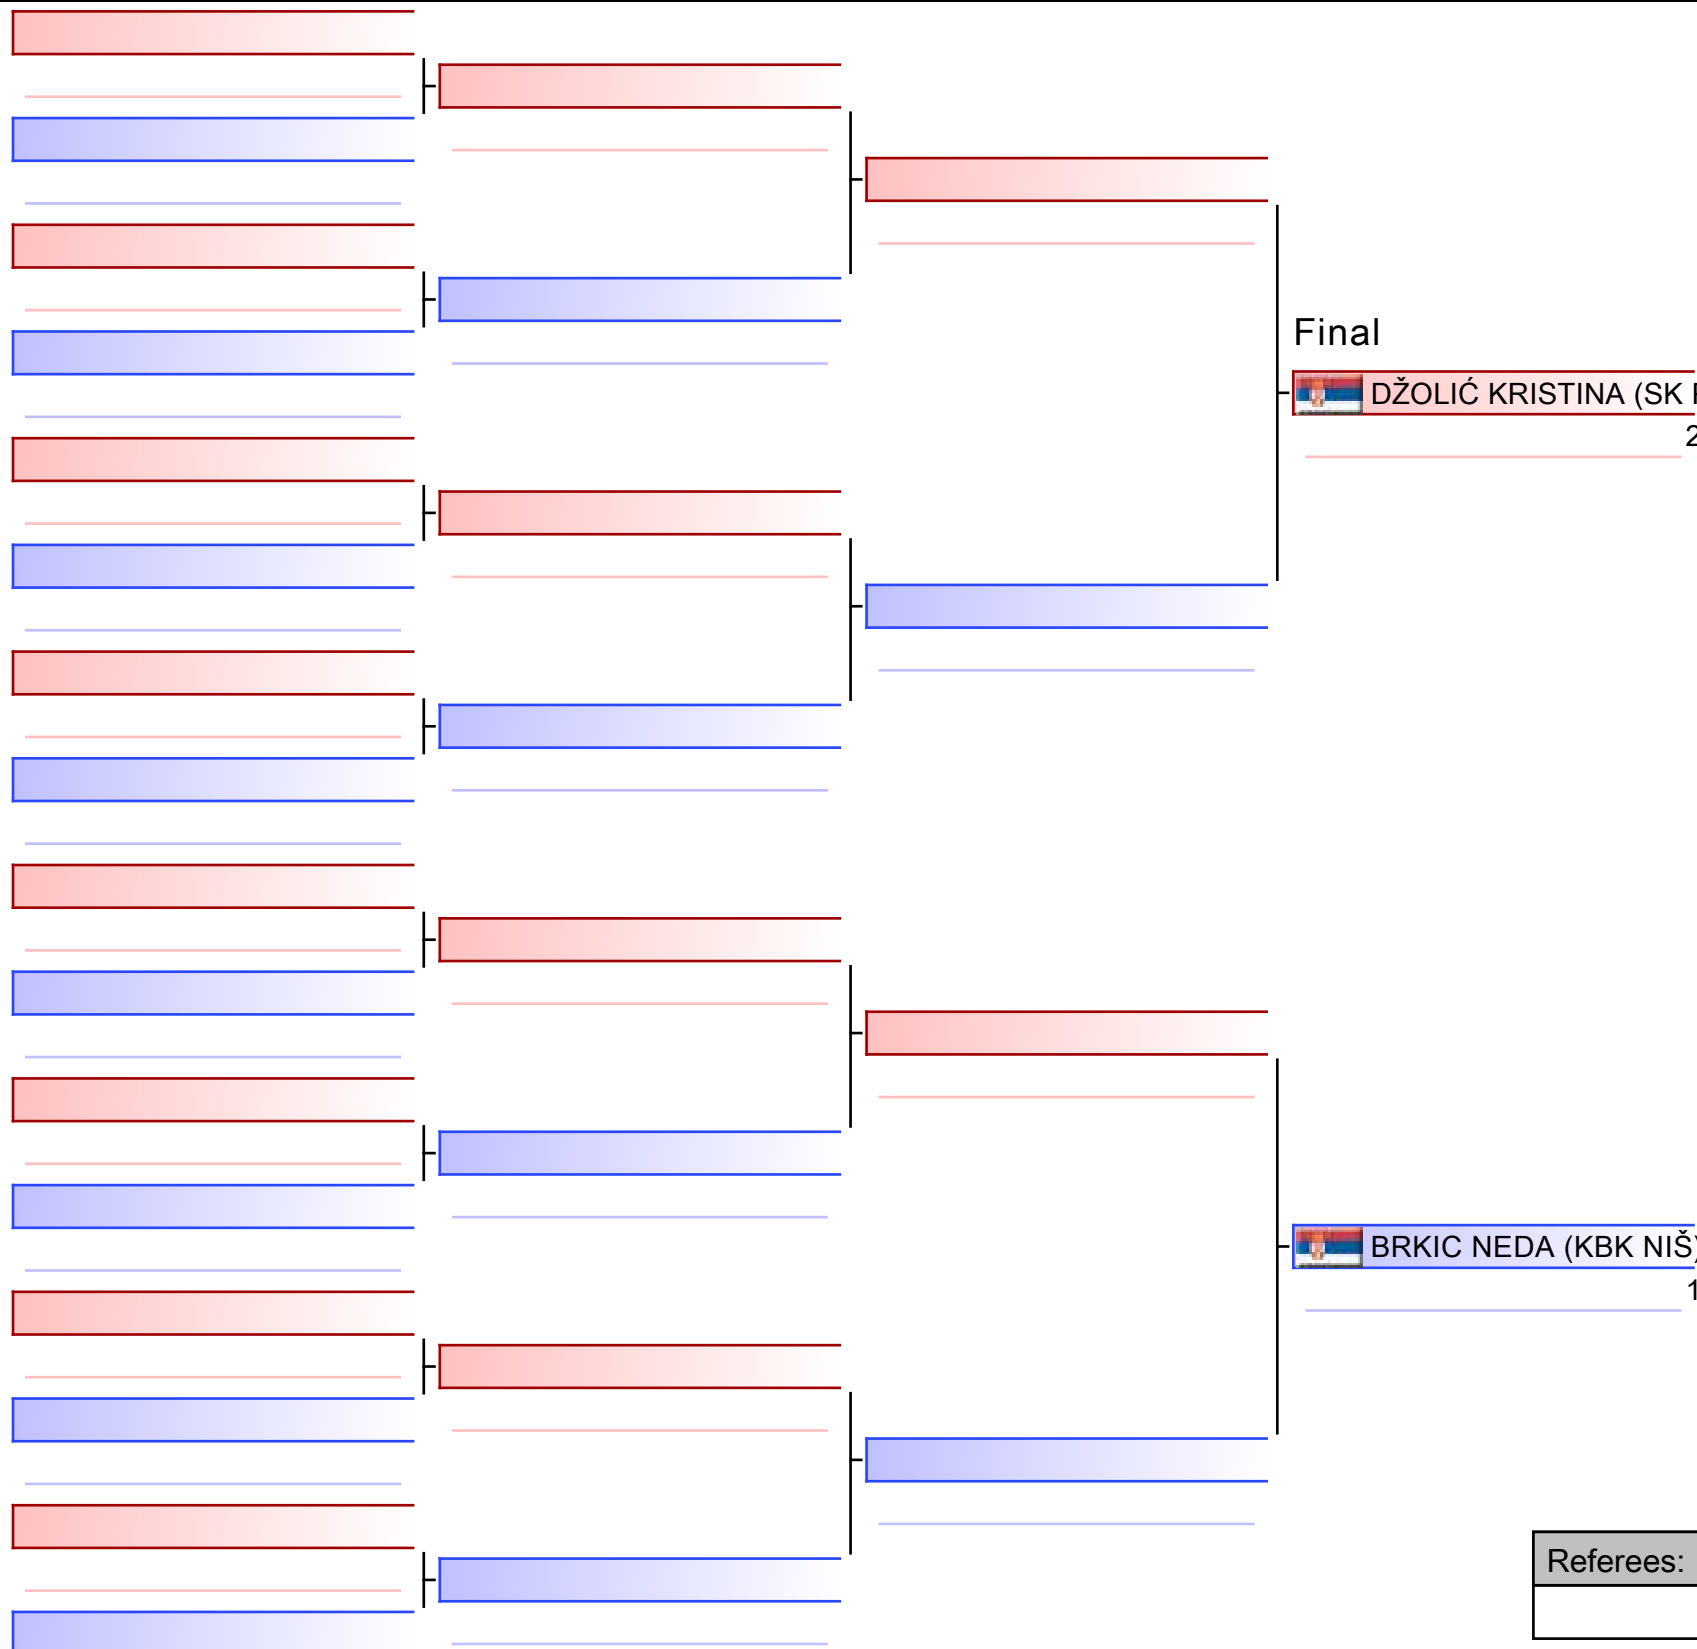 Final
DŽOLIĆ KRISTINA (SK
2
BRKIC NEDA (KBK NIŠ)
1
Referees: